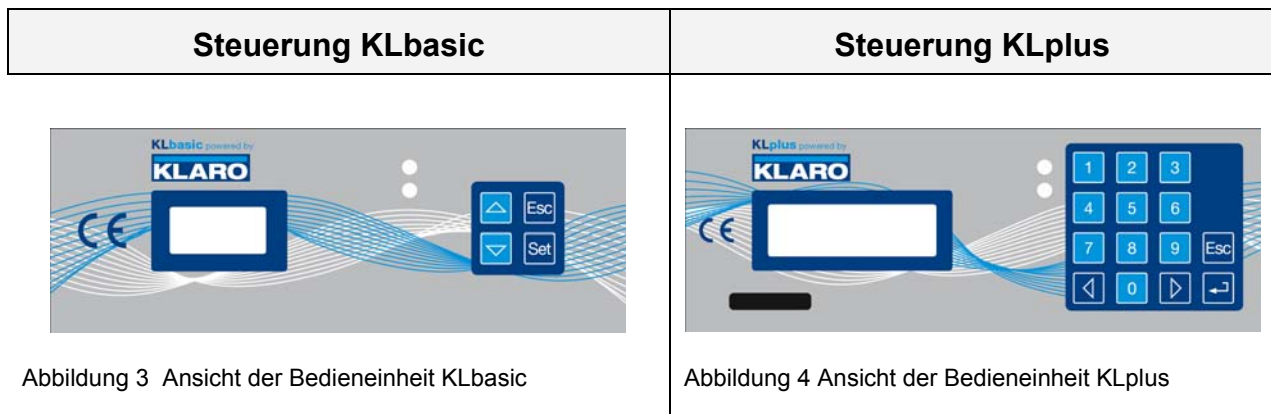 Steuerung KLbasic
KLbasic powered by
KLARO
CE
Esc
Set
Abbildung 3 Ansicht der Bedieneinheit KLbasic
Steuerung KLplus
KLplus powered by
KLARO
CE
1 2 3
4 5 6
7 8 9 Esc
0
Abbildung 4 Ansicht der Bedieneinheit KLplus